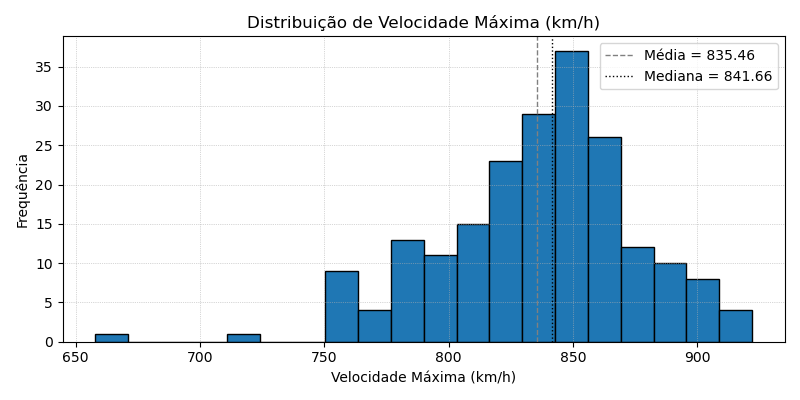 Distribuição de Velocidade Máxima (km/h)
Média = 835.46
Mediana = 841.66
Frequência
35
30
25
20
15
10
5
0
650 700 750 800 850 900
Velocidade Máxima (km/h)